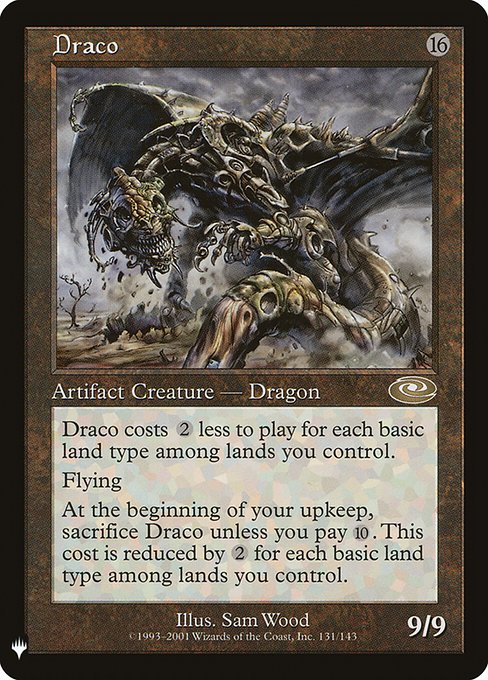 Draco 16
Artifact Creature — Dragon
Draco costs 2 less to play for each basic
land type among lands you control.
Flying
At the beginning of your upkeep,
sacrifice Draco unless you pay 10. This
cost is reduced by 2 for each basic land
type among lands you control.
Illus. Sam Wood
©1993-2001 Wizards of the Coast, Inc. 131/143
9/9